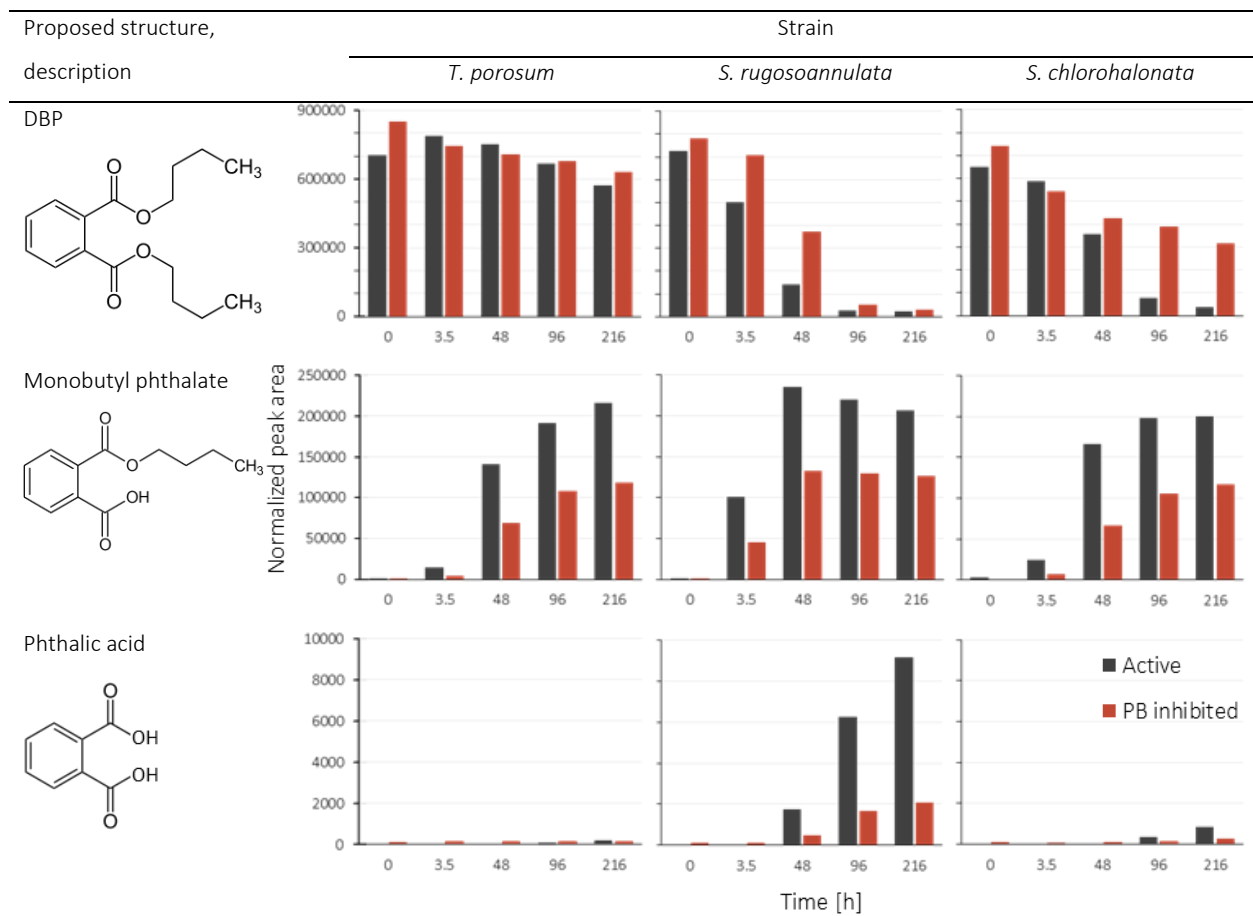 Proposed structure,
description
Strain
T. porosum
S. rugosoannulata
S. chlorohalonata
DBP
O
CH3
O
O
O
CH3
900000
600000
300000
0
0 3.5 48 96 216
0 3.5 48 96 216
0 3.5 48 96 216
Monobutyl phthalate
O
O
CH3
OH
O
Normalized peak area
250000
200000
150000
100000
50000
0
0 3.5 48 96 216
0 3.5 48 96 216
0 3.5 48 96 216
Phthalic acid
O
OH
OH
O
10000
8000
6000
4000
2000
0
0 3.5 48 96 216
0 3.5 48 96 216
0 3.5 48 96 216
Active
PB inhibited
Time [h]